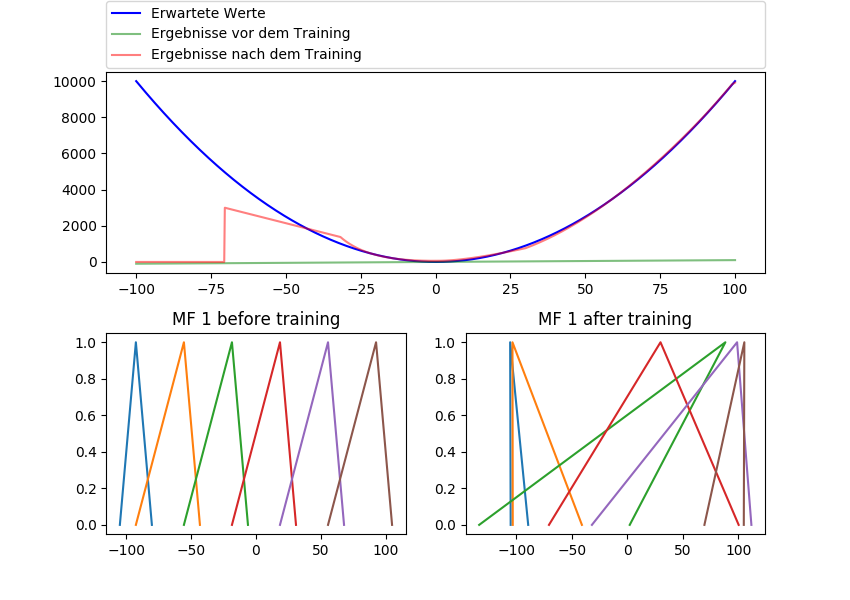 Erwartete Werte
Ergebnisse vor dem Training
Ergebnisse nach dem Training
10000
8000
6000
4000
2000
0
−100 −75 −50 −25 0 25 50 75 100
MF 1 before training MF 1 after training
1.0 1.0
0.8 0.8
0.6 0.6
0.4 0.4
0.2 0.2
0.0 0.0
−100 −50 0 50 100 −100 −50 0 50 100